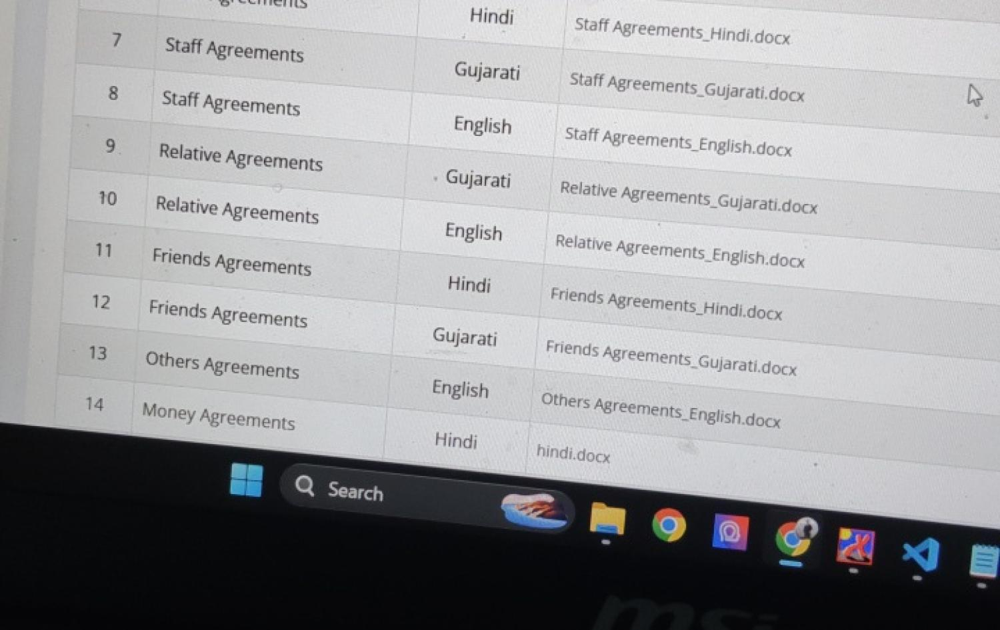 Hindi Staff Agreements_Hindi.docx
7 Staff Agreements Gujarati Staff Agreements_Gujarati.docx
8 Staff Agreements English Staff Agreements_English.docx
9 Relative Agreements Gujarati Relative Agreements_Gujarati.docx
10 Relative Agreements English Relative Agreements_English.docx
11 Friends Agreements Hindi Friends Agreements_Hindi.docx
12 Friends Agreements Gujarati Friends Agreements_Gujarati.docx
13 Others Agreements English Others Agreements_English.docx
14 Money Agreements Hindi hindi.docx
Search
msi